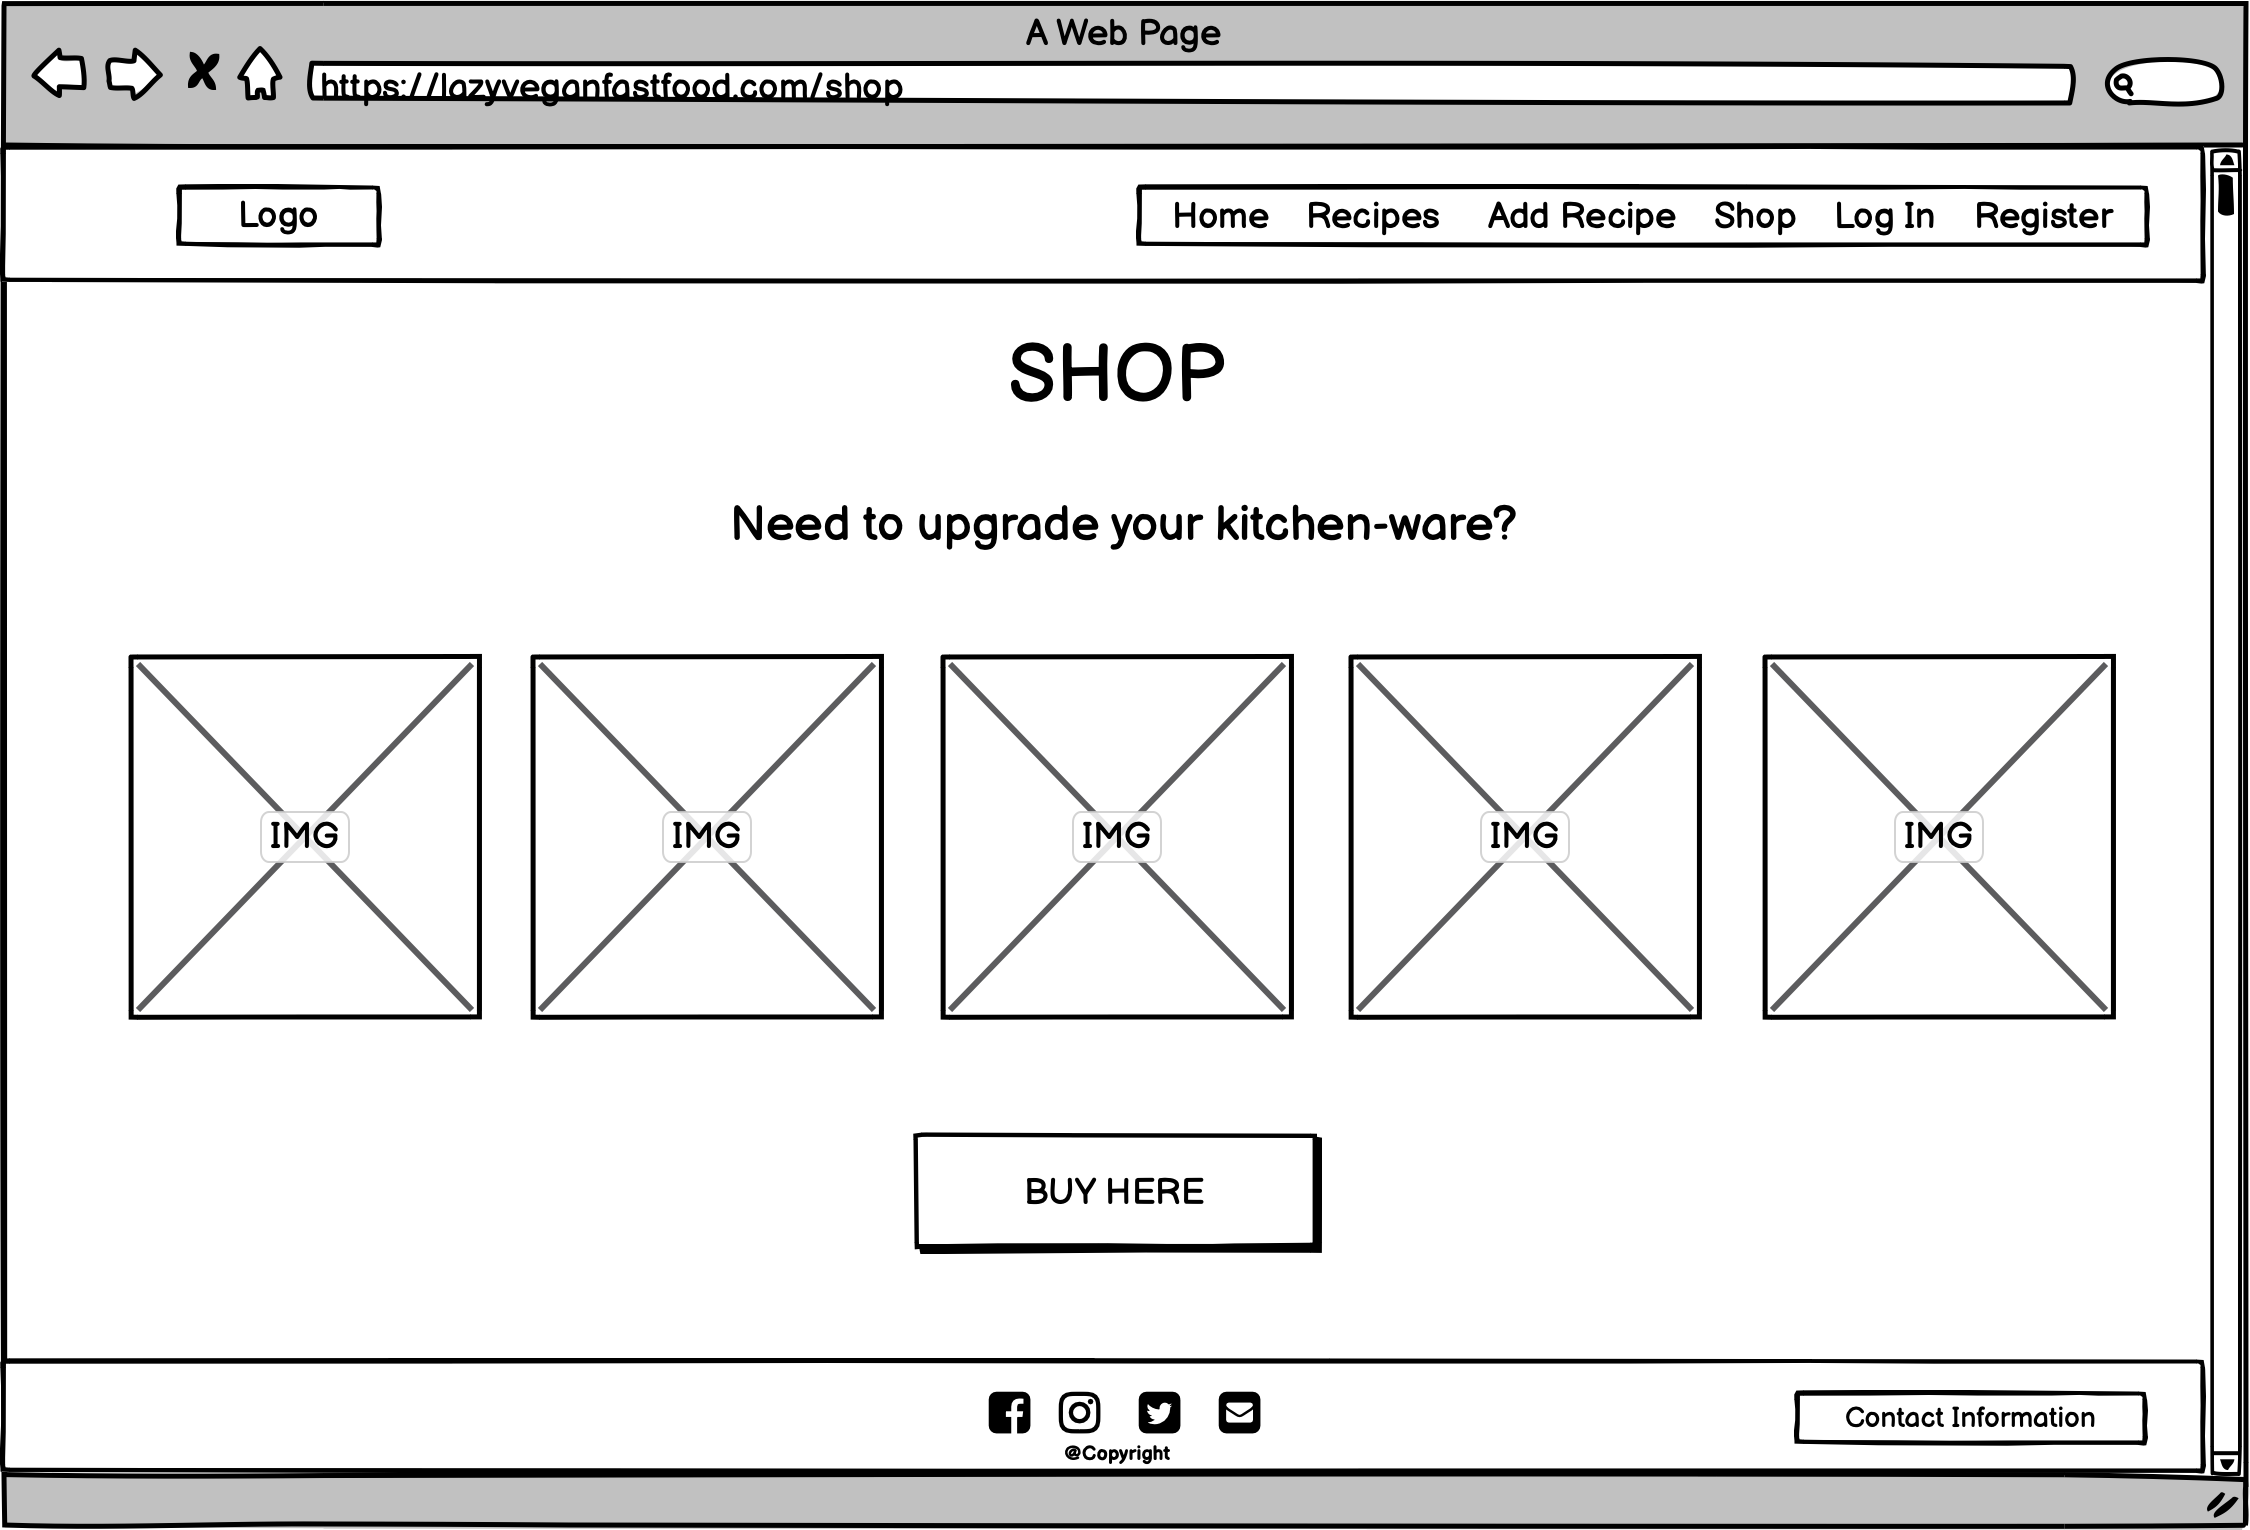 A Web Page
https://lazyveganfastfood.com/shop
Logo
Home Recipes Add Recipe Shop Log In Register
SHOP
Need to upgrade your kitchen-ware?
IMG IMG IMG IMG IMG
BUY HERE
Contact Information
@Copyright